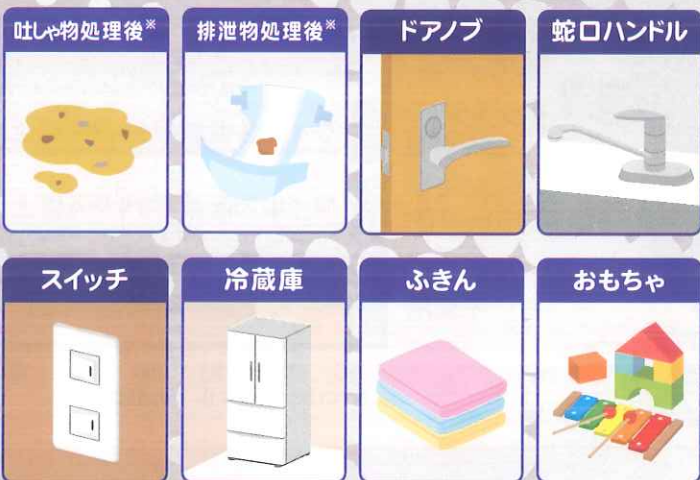 吐しゃ物処理後※
排泄物処理後※
ドアノブ
蛇口ハンドル
スイッチ
冷蔵庫
ふきん
おもちゃ